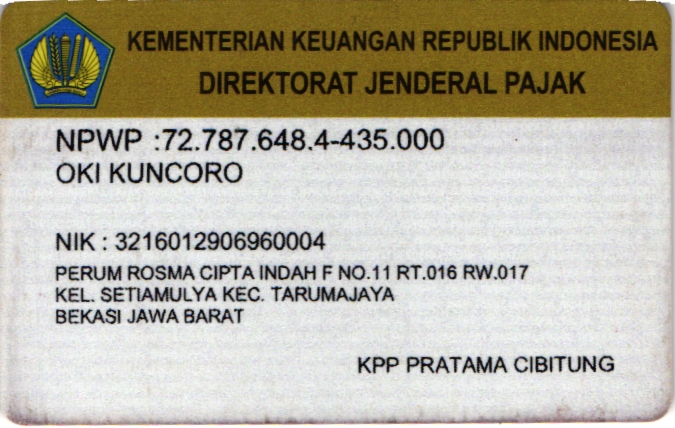 KEMENTERIAN KEUANGAN REPUBLIK INDONESIA
DIREKTORAT JENDERAL PAJAK
NPWP :72.787.648.4-435.000
OKI KUNCORO
NIK : 3216012906960004
PERUM ROSMA CIPTA INDAH F NO.11 RT.016 RW.017
KEL. SETIAMULYA KEC. TARUMAJAYA
BEKASI JAWA BARAT
KPP PRATAMA CIBITUNG